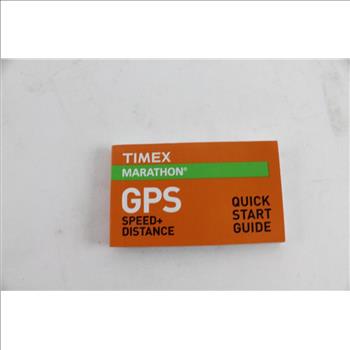 TIMEX
MARATHON®
GPS
SPEED+
DISTANCE
QUICK
START
GUIDE